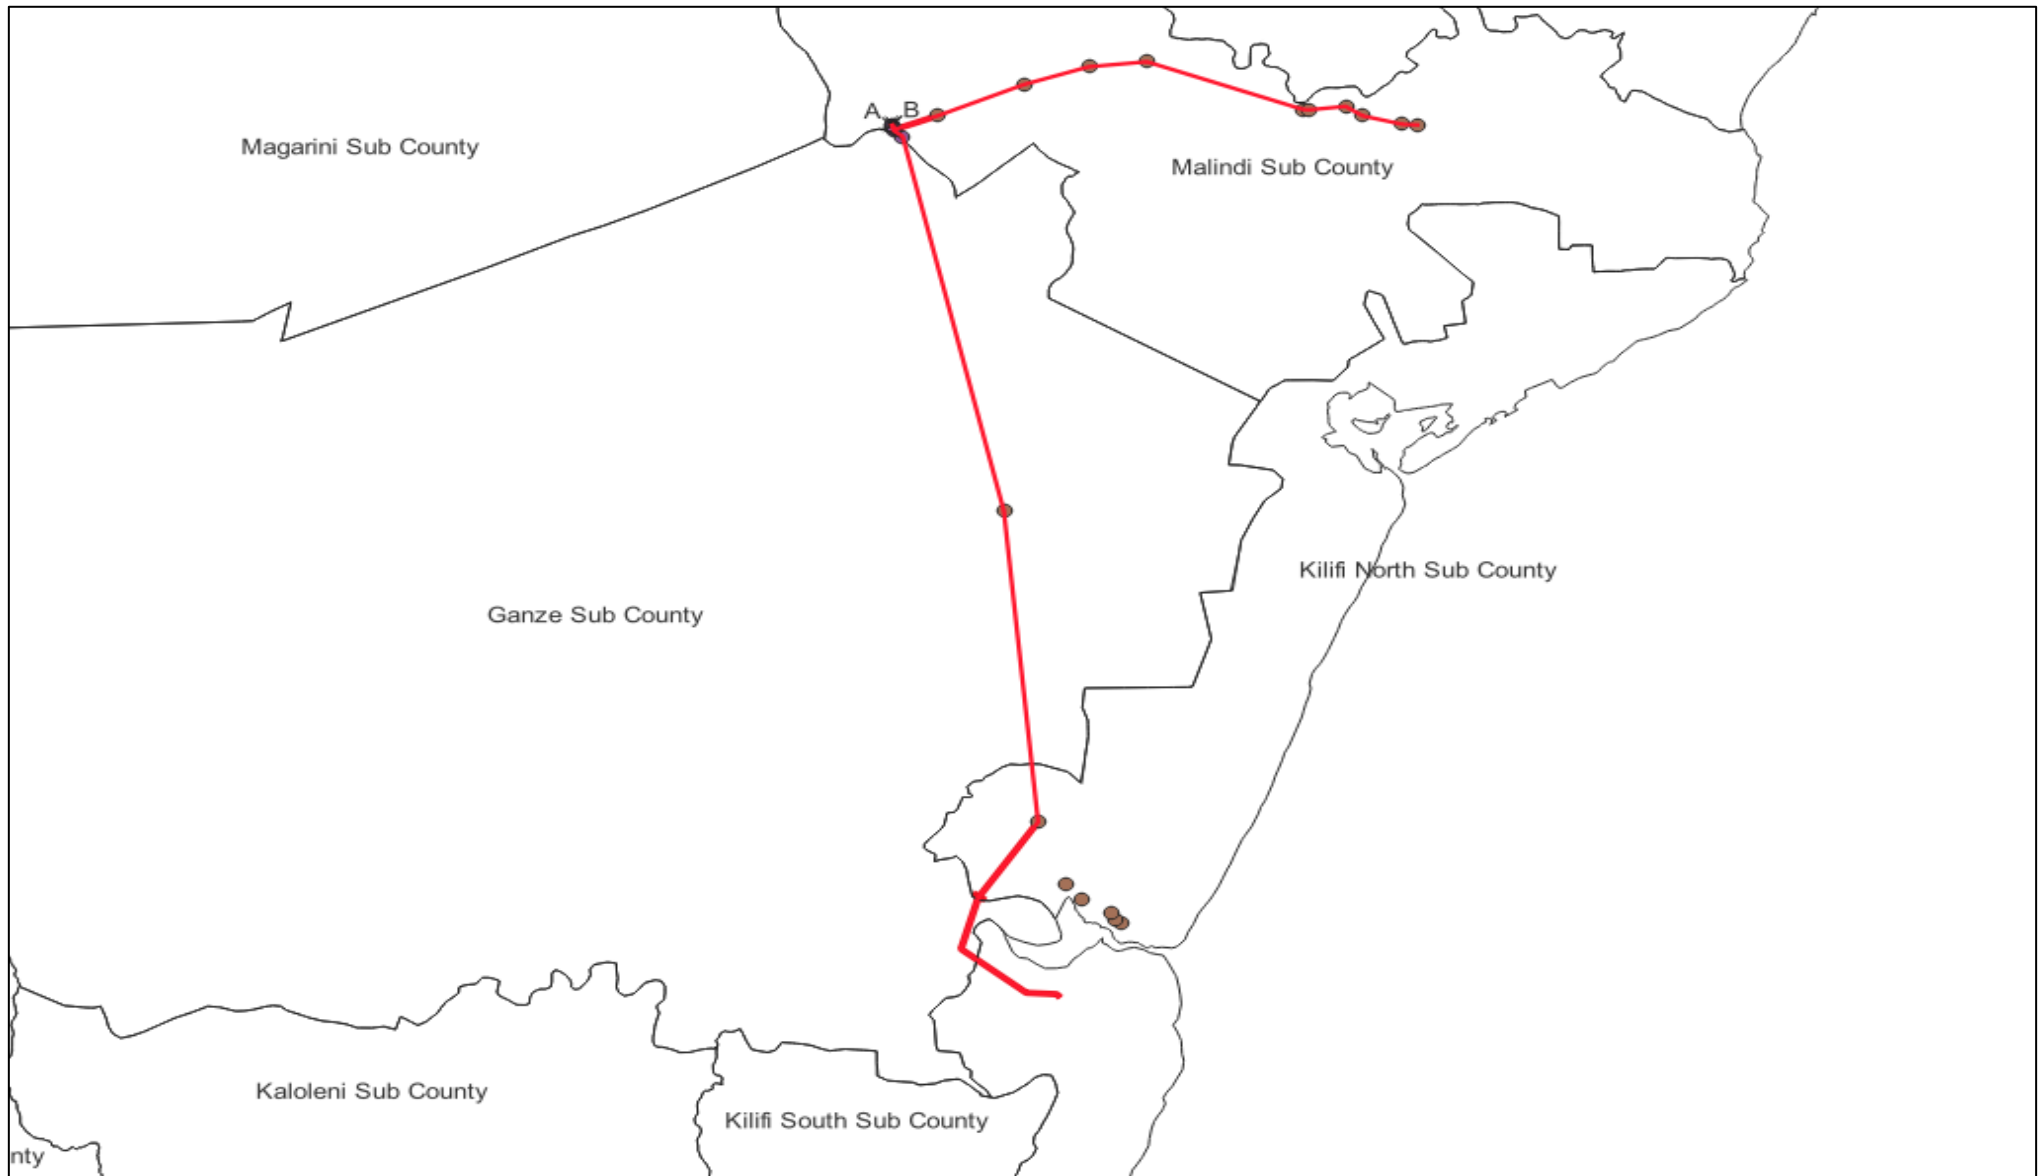 A B
Magarini Sub County
Malindi Sub County
Kilifi North Sub County
Ganze Sub County
Kaloleni Sub County
Kilifi South Sub County
nty